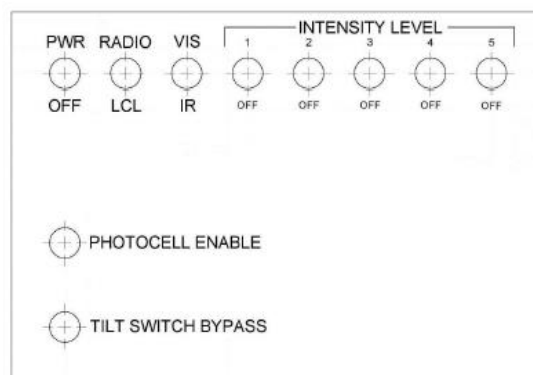 INTENSITY LEVEL
PWR RADIO VIS 1 2 3 4 5
OFF LCL IR OFF OFF OFF OFF OFF
PHOTOCELL ENABLE
TILT SWITCH BYPASS